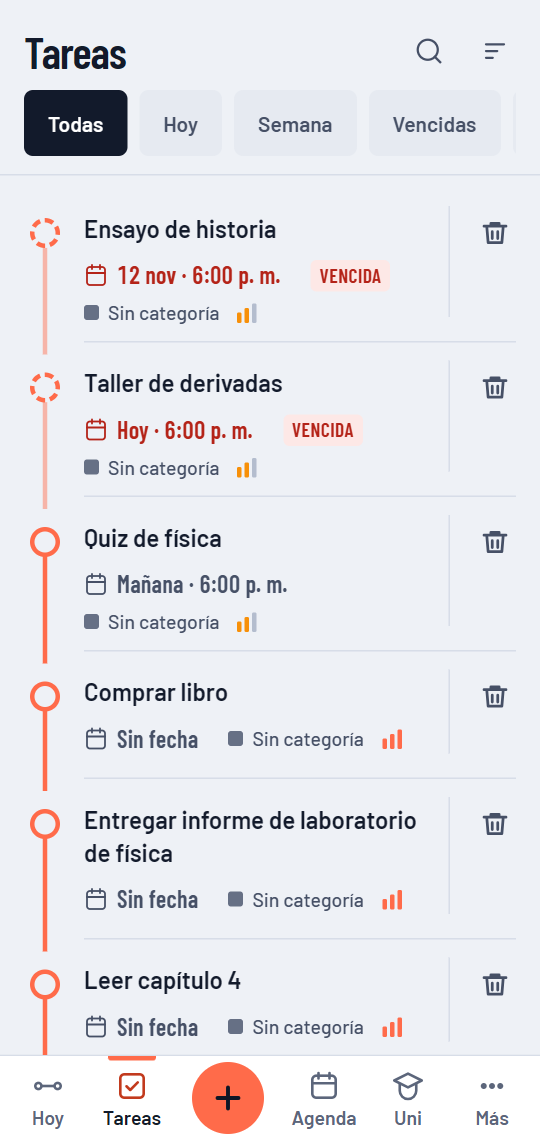 Tareas
Todas
Hoy
Semana
Vencidas
Ensayo de historia
12 nov · 6:00 p. m.
VENCIDA
Sin categoría
Taller de derivadas
Hoy · 6:00 p. m.
VENCIDA
Sin categoría
Quiz de física
Mañana · 6:00 p. m.
Sin categoría
Comprar libro
Sin fecha
Sin categoría
Entregar informe de laboratorio
de física
Sin fecha
Sin categoría
Leer capítulo 4
Sin fecha
Sin categoría
Hoy
Tareas
Agenda
Uni
Más